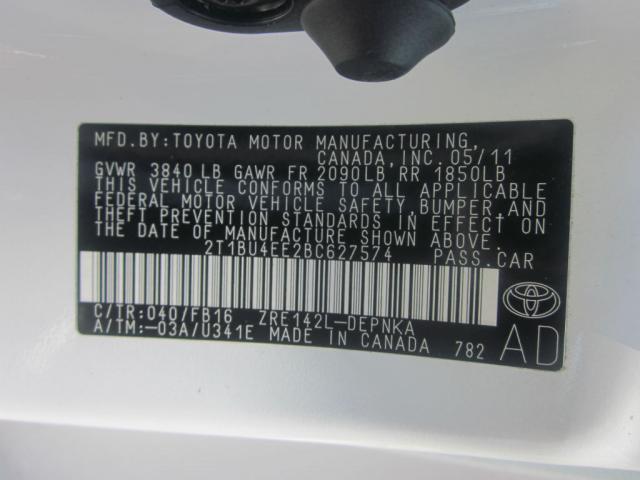 MFD. BY: TOYOTA MOTOR MANUFACTURING,
CANADA, INC. 05/11
GVWR 3840 LB GAWR FR 2090LB RR 1850LB
THIS VEHICLE CONFORMS TO ALL APPLICABLE
FEDERAL MOTOR VEHICLE SAFETY, BUMPER, AND
THEFT PREVENTION STANDARDS IN EFFECT ON
THE DATE OF MANUFACTURE SHOWN ABOVE.
2T1BU4EE2BC627574 PASS. CAR
C/TR: 040/FB16 ZRE142L-DEPNKA
A/TM: -03A/U341E MADE IN CANADA 782 AD